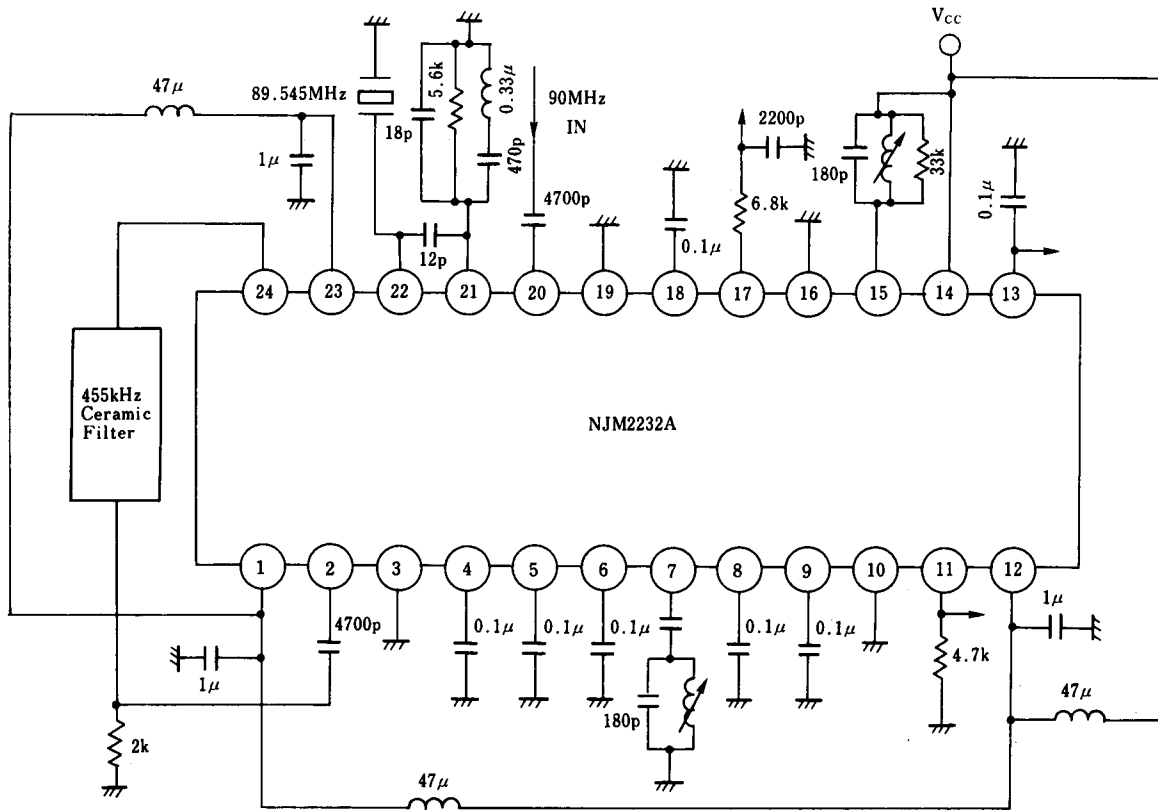 VCC
47μ
89.545MHz
1μ
18p
5.6k
0.33μ
470p
12p
90MHz
IN
4700p
0.1μ
2200p
6.8k
180p
33k
0.1μ
24
23
22
21
20
19
18
17
16
15
14
13
455kHz
Ceramic
Filter
NJM2232A
1
2
3
4
5
6
7
8
9
10
11
12
4700p
0.1μ
0.1μ
0.1μ
0.1μ
0.1μ
1μ
1μ
4.7k
180p
2k
47μ
47μ